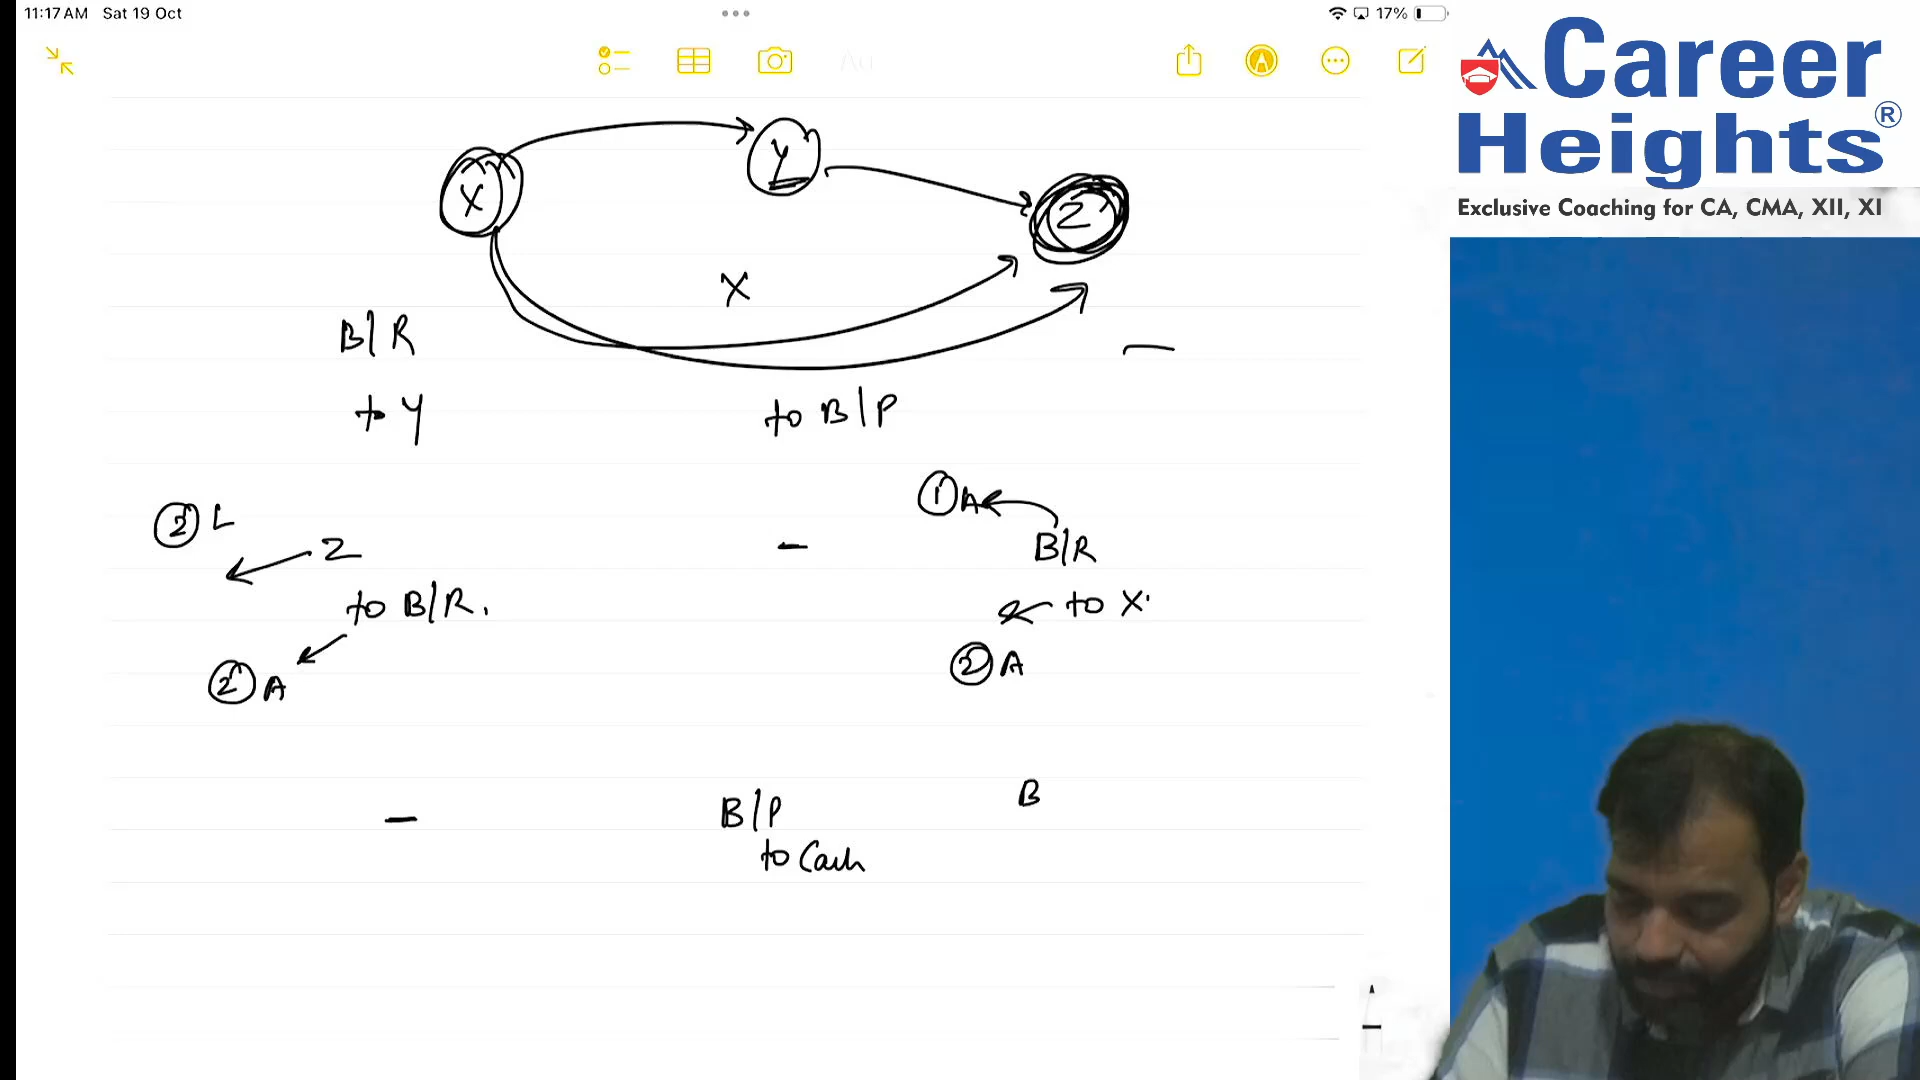 11:17 AM Sat 19 Oct
17%
Career
Heights®
Exclusive Coaching for CA, CMA, XII, XI
X
Y
Z
X
B/R
to Y
to B/P
② L
Z
to B/R.
② A
① A
B/R
to X.
② A
B/P
to Cash
B